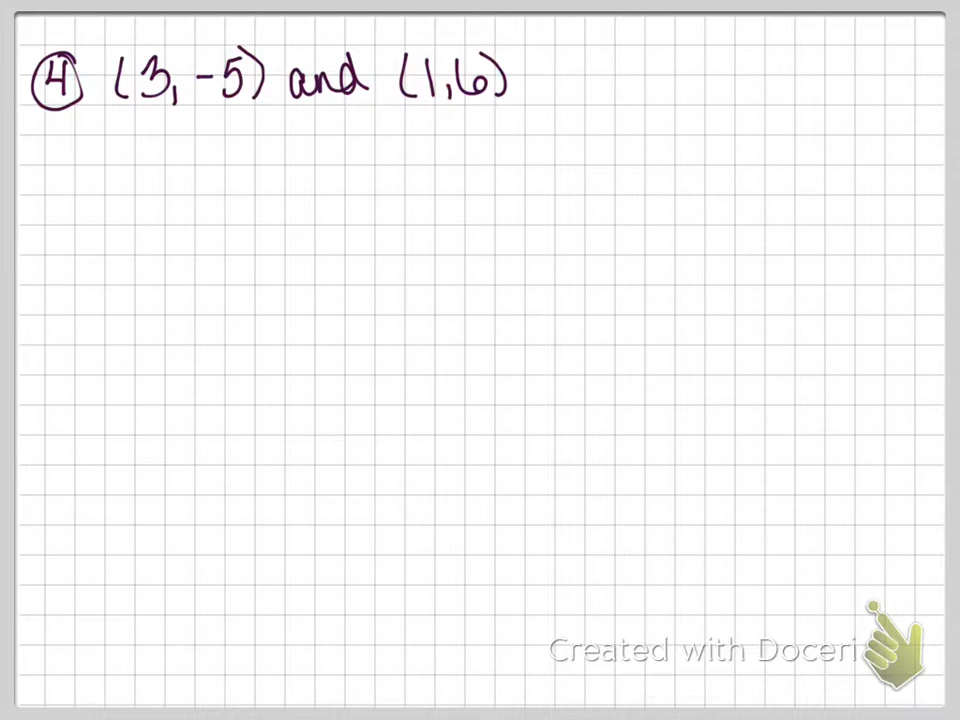 4 (3, -5) and (1,6)
Created with Doceri